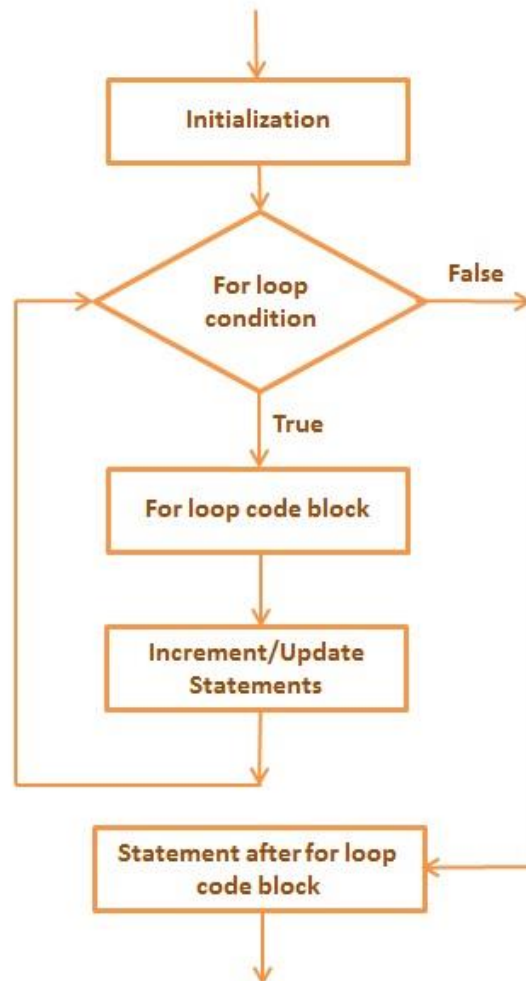 Initialization
For loop
condition
False
True
For loop code block
Increment/Update
Statements
Statement after for loop
code block